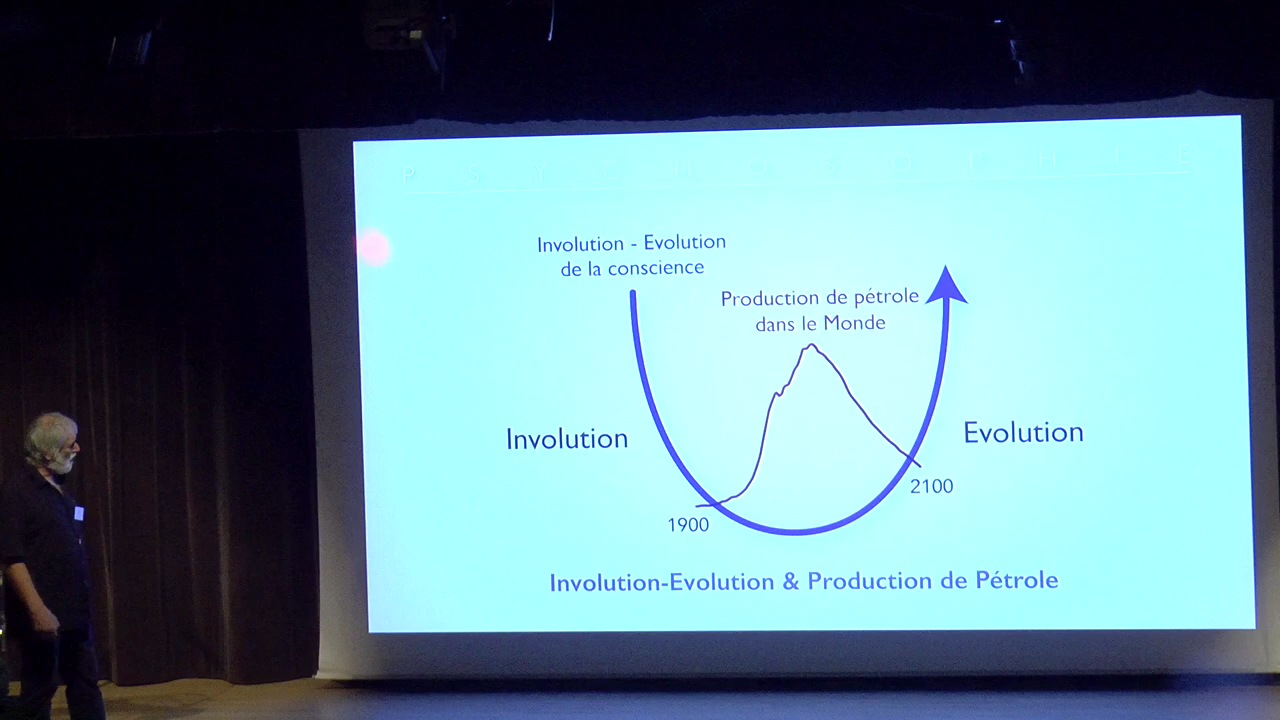 P S Y C H O S O P H I E
Involution - Evolution
de la conscience
Production de pétrole
dans le Monde
Involution
Evolution
1900
2100
Involution-Evolution & Production de Pétrole